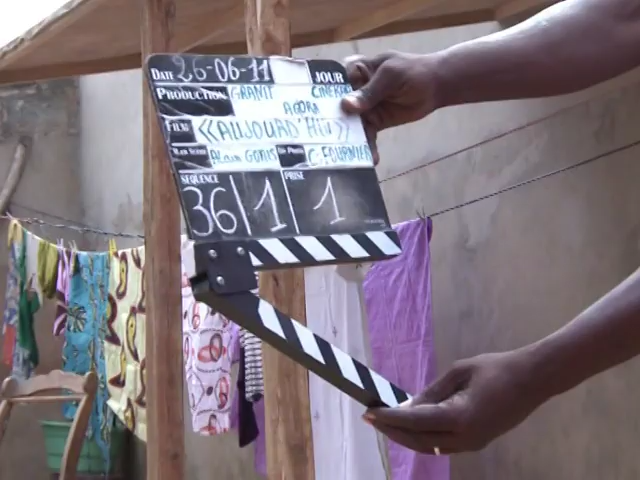 DATE 26-06-11 JOUR
PRODUCTION GRANIT CINEBAR
AGORA
FILM «AUJOURD'HUI»
Alain GOMIS C. FOURNIER
SEQUENCE PRISE
36 1 1